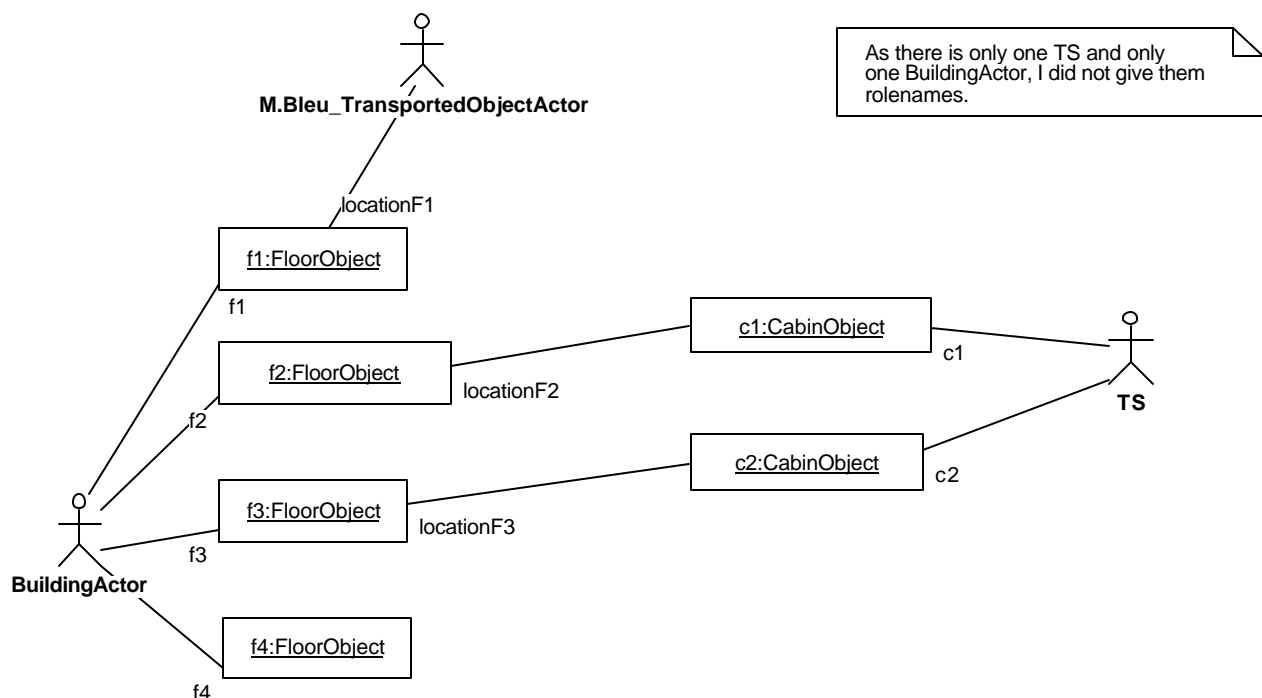 As there is only one TS and only
one BuildingActor, I did not give them
rolenames.
M.Bleu_TransportedObjectActor
locationF1
f1:FloorObject
f1
c1:CabinObject
c1
f2:FloorObject
locationF2
f2
TS
c2:CabinObject
c2
f3:FloorObject
locationF3
f3
BuildingActor
f4:FloorObject
f4